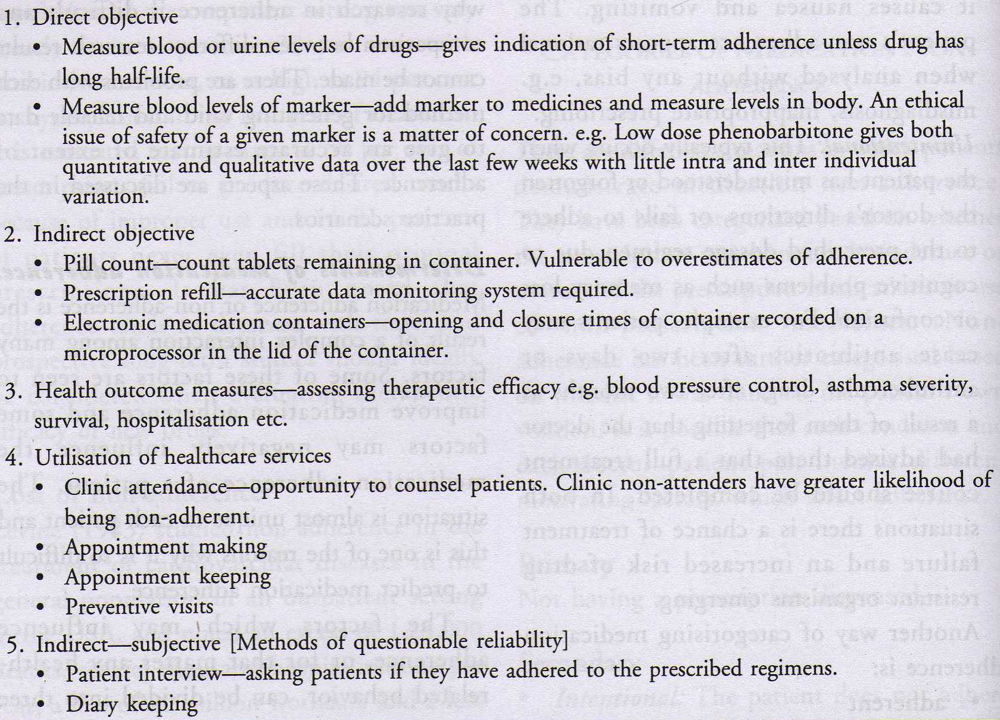 1. Direct objective
• Measure blood or urine levels of drugs—gives indication of short-term adherence unless drug has
long half-life.
• Measure blood levels of marker—add marker to medicines and measure levels in body. An ethical
issue of safety of a given marker is a matter of concern. e.g. Low dose phenobarbitone gives both
quantitative and qualitative data over the last few weeks with little intra and inter individual
variation.
2. Indirect objective
• Pill count—count tablets remaining in container. Vulnerable to overestimates of adherence.
• Prescription refill—accurate data monitoring system required.
• Electronic medication containers—opening and closure times of container recorded on a
microprocessor in the lid of the container.
3. Health outcome measures—assessing therapeutic efficacy e.g. blood pressure control, asthma severity,
survival, hospitalisation etc.
4. Utilisation of healthcare services
• Clinic attendance—opportunity to counsel patients. Clinic non-attenders have greater likelihood of
being non-adherent.
• Appointment making
• Appointment keeping
• Preventive visits
5. Indirect—subjective [Methods of questionable reliability]
• Patient interview—asking patients if they have adhered to the prescribed regimens.
• Diary keeping